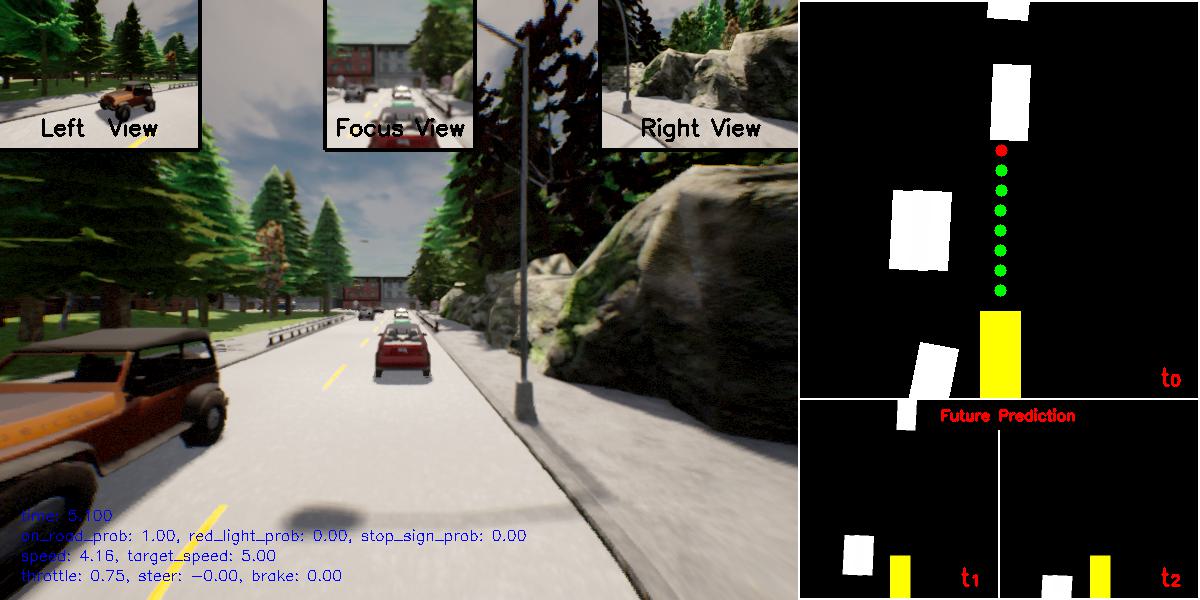 Left View
Focus View
Right View
t0
Future Prediction
time: 5.100
on_road_prob: 1.00, red_light_prob: 0.00, stop_sign_prob: 0.00
speed: 4.16, target_speed: 5.00
throttle: 0.75, steer: -0.00, brake: 0.00
t1
t2